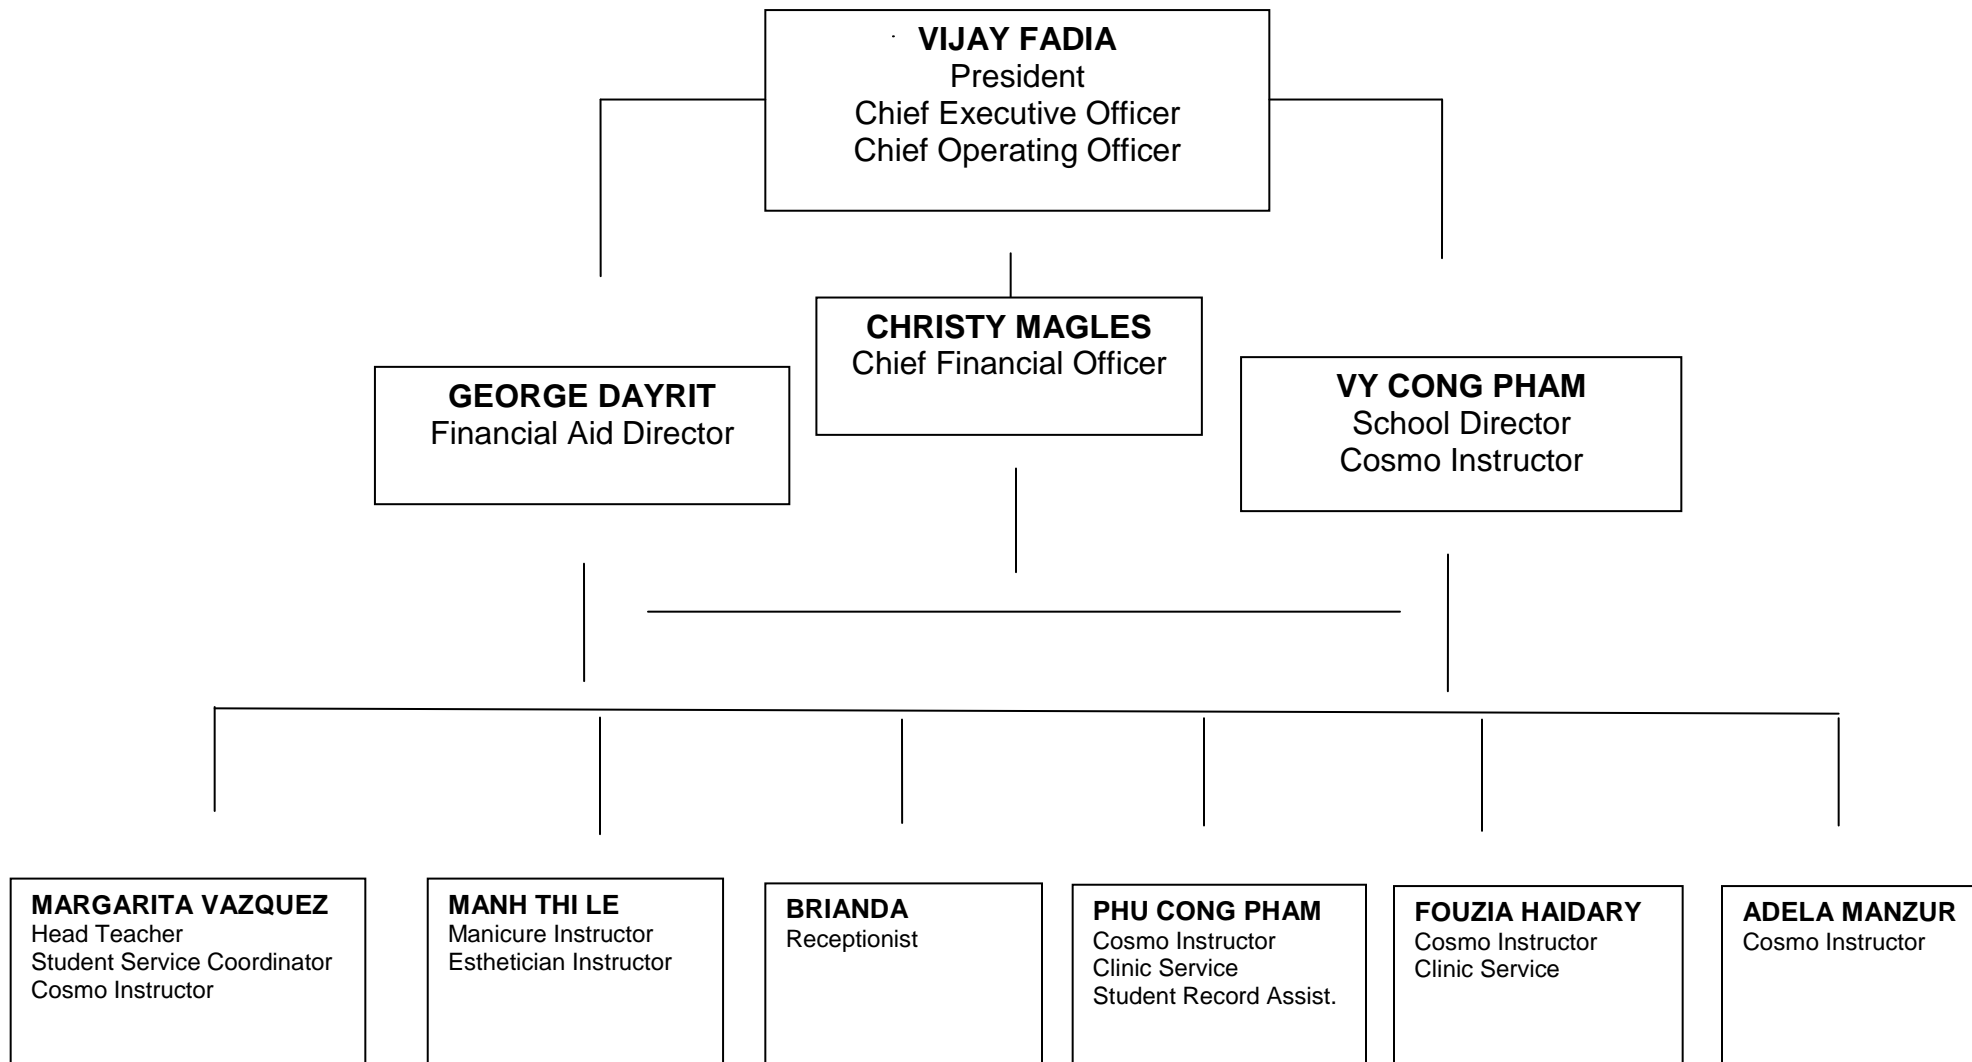 VIJAY FADIA
President
Chief Executive Officer
Chief Operating Officer
CHRISTY MAGLES
Chief Financial Officer
GEORGE DAYRIT
Financial Aid Director
VY CONG PHAM
School Director
Cosmo Instructor
MARGARITA VAZQUEZ
Head Teacher
Student Service Coordinator
Cosmo Instructor
MANH THI LE
Manicure Instructor
Esthetician Instructor
BRIANDA
Receptionist
PHU CONG PHAM
Cosmo Instructor
Clinic Service
Student Record Assist.
FOUZIA HAIDARY
Cosmo Instructor
Clinic Service
ADELA MANZUR
Cosmo Instructor